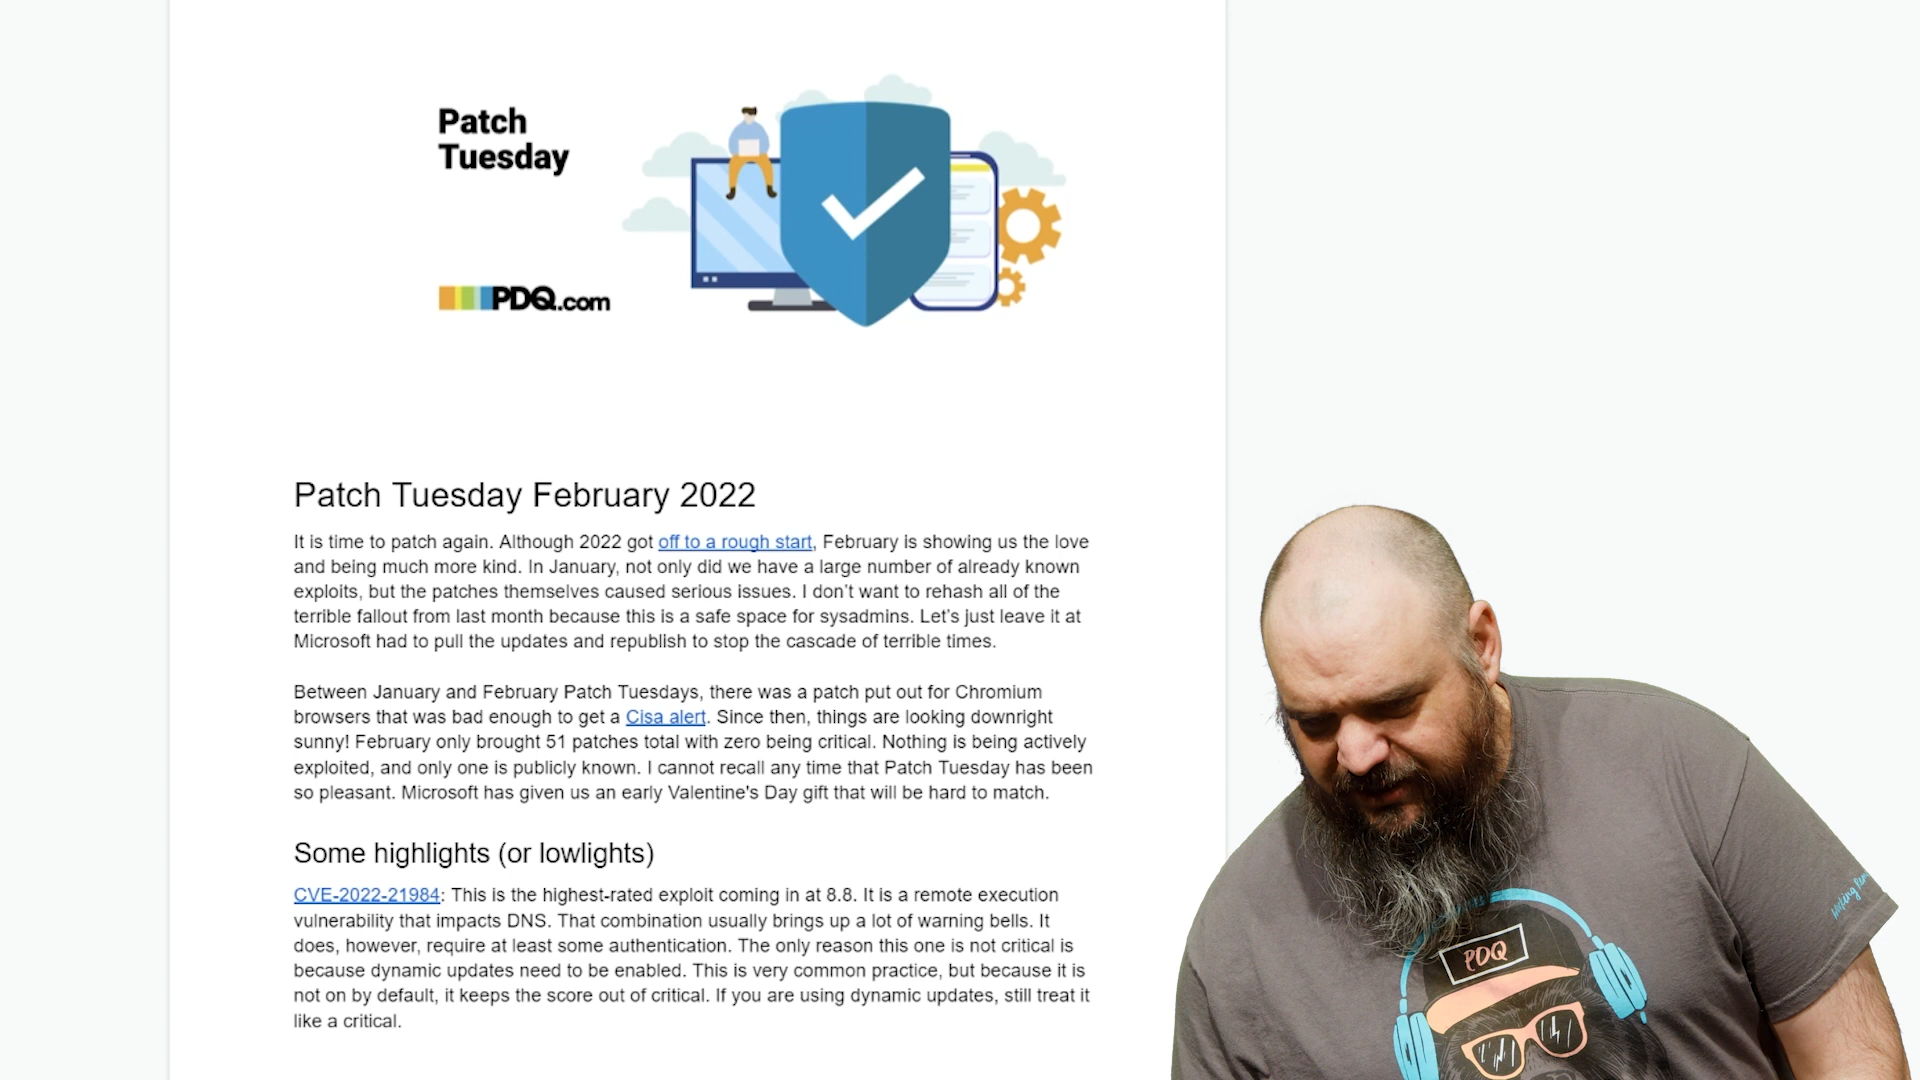 Patch
Tuesday
PDQ.com
Patch Tuesday February 2022
It is time to patch again. Although 2022 got off to a rough start, February is showing us the love
and being much more kind. In January, not only did we have a large number of already known
exploits, but the patches themselves caused serious issues. I don’t want to rehash all of the
terrible fallout from last month because this is a safe space for sysadmins. Let’s just leave it at
Microsoft had to pull the updates and republish to stop the cascade of terrible times.
Between January and February Patch Tuesdays, there was a patch put out for Chromium
browsers that was bad enough to get a Cisa alert. Since then, things are looking downright
sunny! February only brought 51 patches total with zero being critical. Nothing is being actively
exploited, and only one is publicly known. I cannot recall any time that Patch Tuesday has been
so pleasant. Microsoft has given us an early Valentine's Day gift that will be hard to match.
Some highlights (or lowlights)
CVE-2022-21984: This is the highest-rated exploit coming in at 8.8. It is a remote execution
vulnerability that impacts DNS. That combination usually brings up a lot of warning bells. It
does, however, require at least some authentication. The only reason this one is not critical is
because dynamic updates need to be enabled. This is very common practice, but because it is
not on by default, it keeps the score out of critical. If you are using dynamic updates, still treat it
like a critical.
PDQ